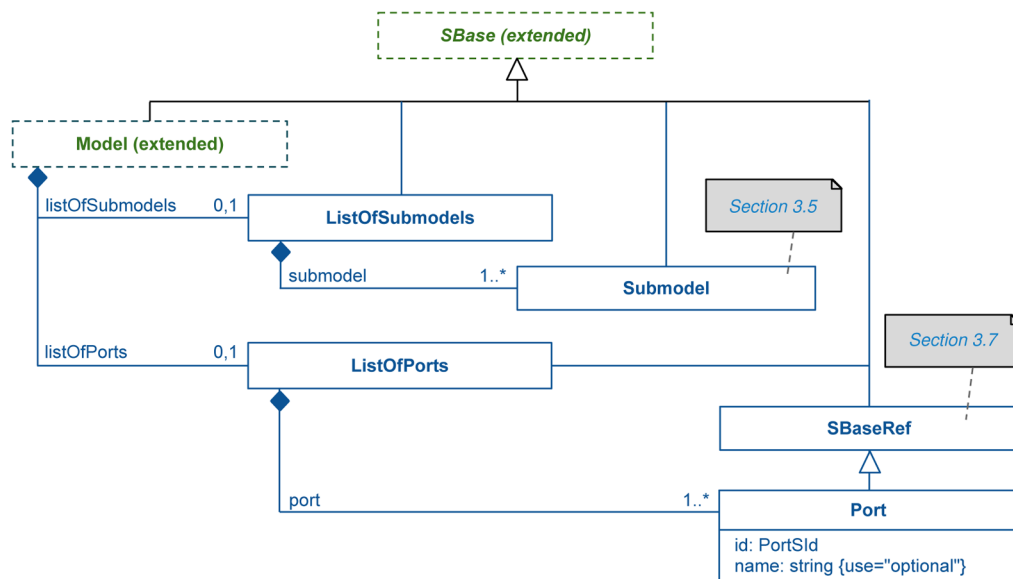 SBase (extended)
Model (extended)
listOfSubmodels 0,1
ListOfSubmodels
Section 3.5
submodel 1..*
Submodel
listOfPorts 0,1
ListOfPorts
Section 3.7
SBaseRef
port 1..*
Port
id: PortSId
name: string {use="optional"}